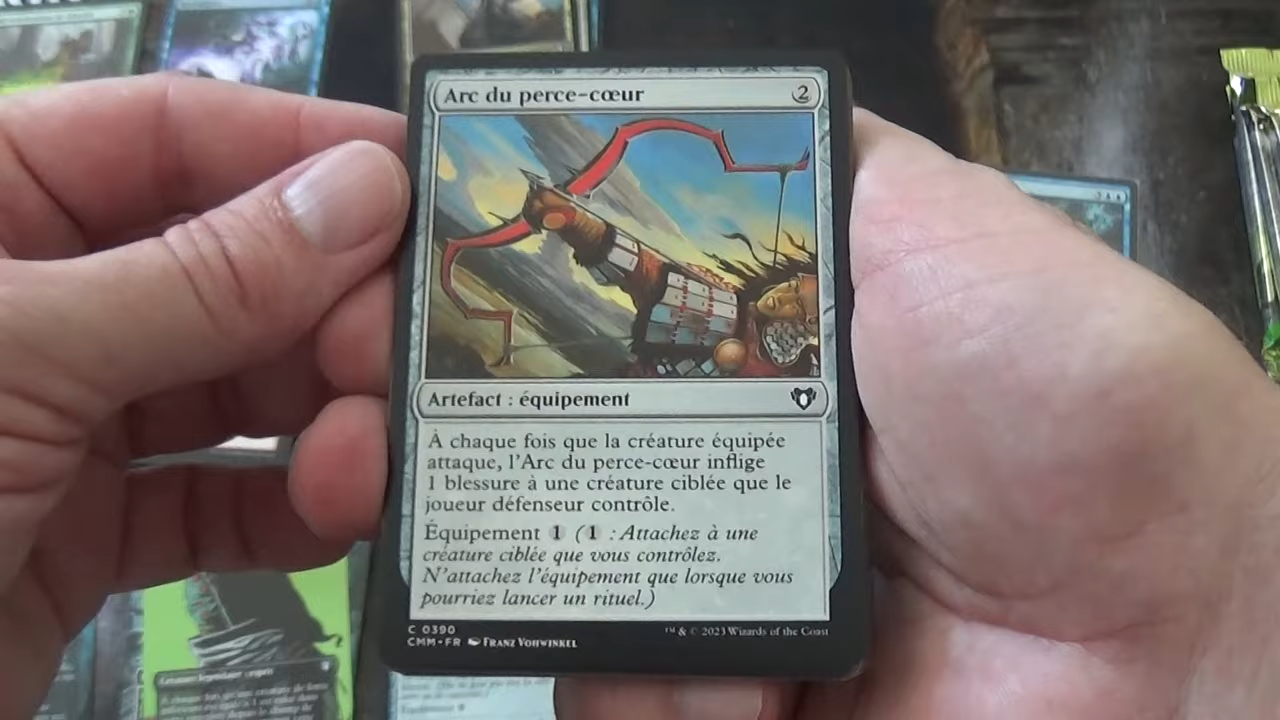 Arc du perce-cœur
2
Artefact : équipement
À chaque fois que la créature équipée
attaque, l'Arc du perce-cœur inflige
1 blessure à une créature ciblée que le
joueur défenseur contrôle.
Équipement 1 (1 : Attachez à une
créature ciblée que vous contrôlez.
N'attachez l'équipement que lorsque vous
pourriez lancer un rituel.)
C 0390
CMM • FR Franz Vohwinkel
™ & © 2023 Wizards of the Coast